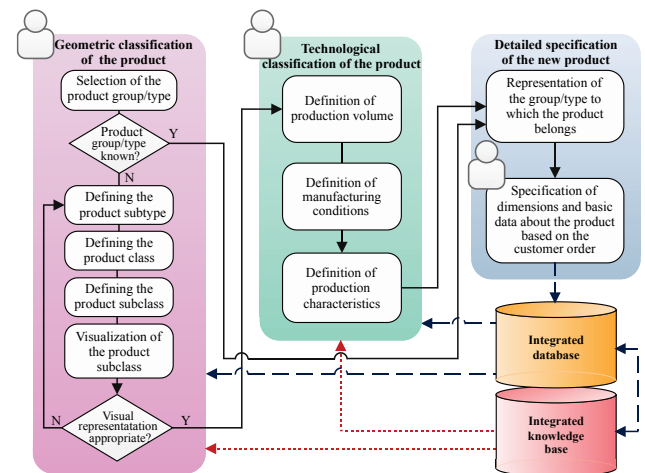 Geometric classification
of the product
Selection of the
product group/type
Product
group/type
known?
Y
N
Defining the
product subtype
Defining the
product class
Defining the
product subclass
Visualization of
the product
subclass
N
Visual
representatation
appropriate?
Y
Technological
classification of the product
Definition of
production volume
Definition of
manufacturing
conditions
Definition of
production
characteristics
Detailed specification
of the new product
Representation of
the group/type to
which the product
belongs
Specification of
dimensions and basic
data about the product
based on the
customer order
Integrated
database
Integrated
knowledge
base